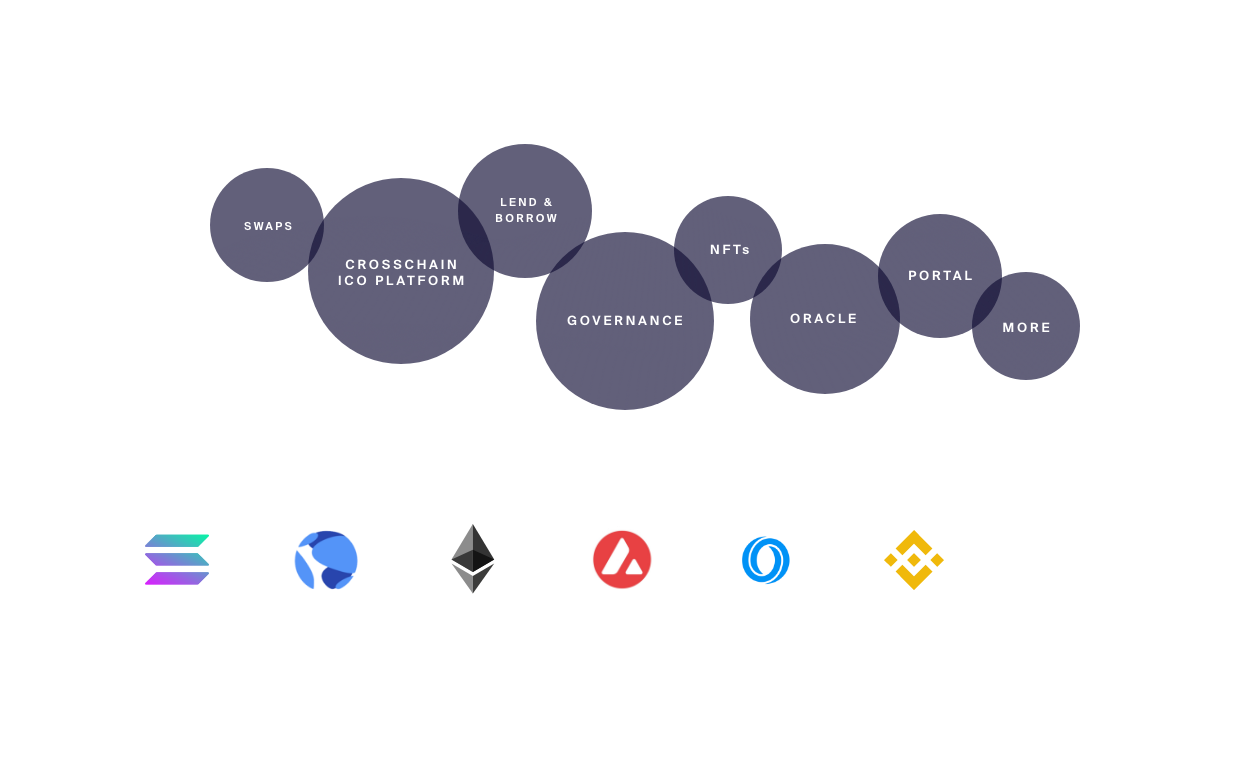 SWAPS
CROSSCHAIN
ICO PLATFORM
LEND &
BORROW
GOVERNANCE
NFTs
ORACLE
PORTAL
MORE